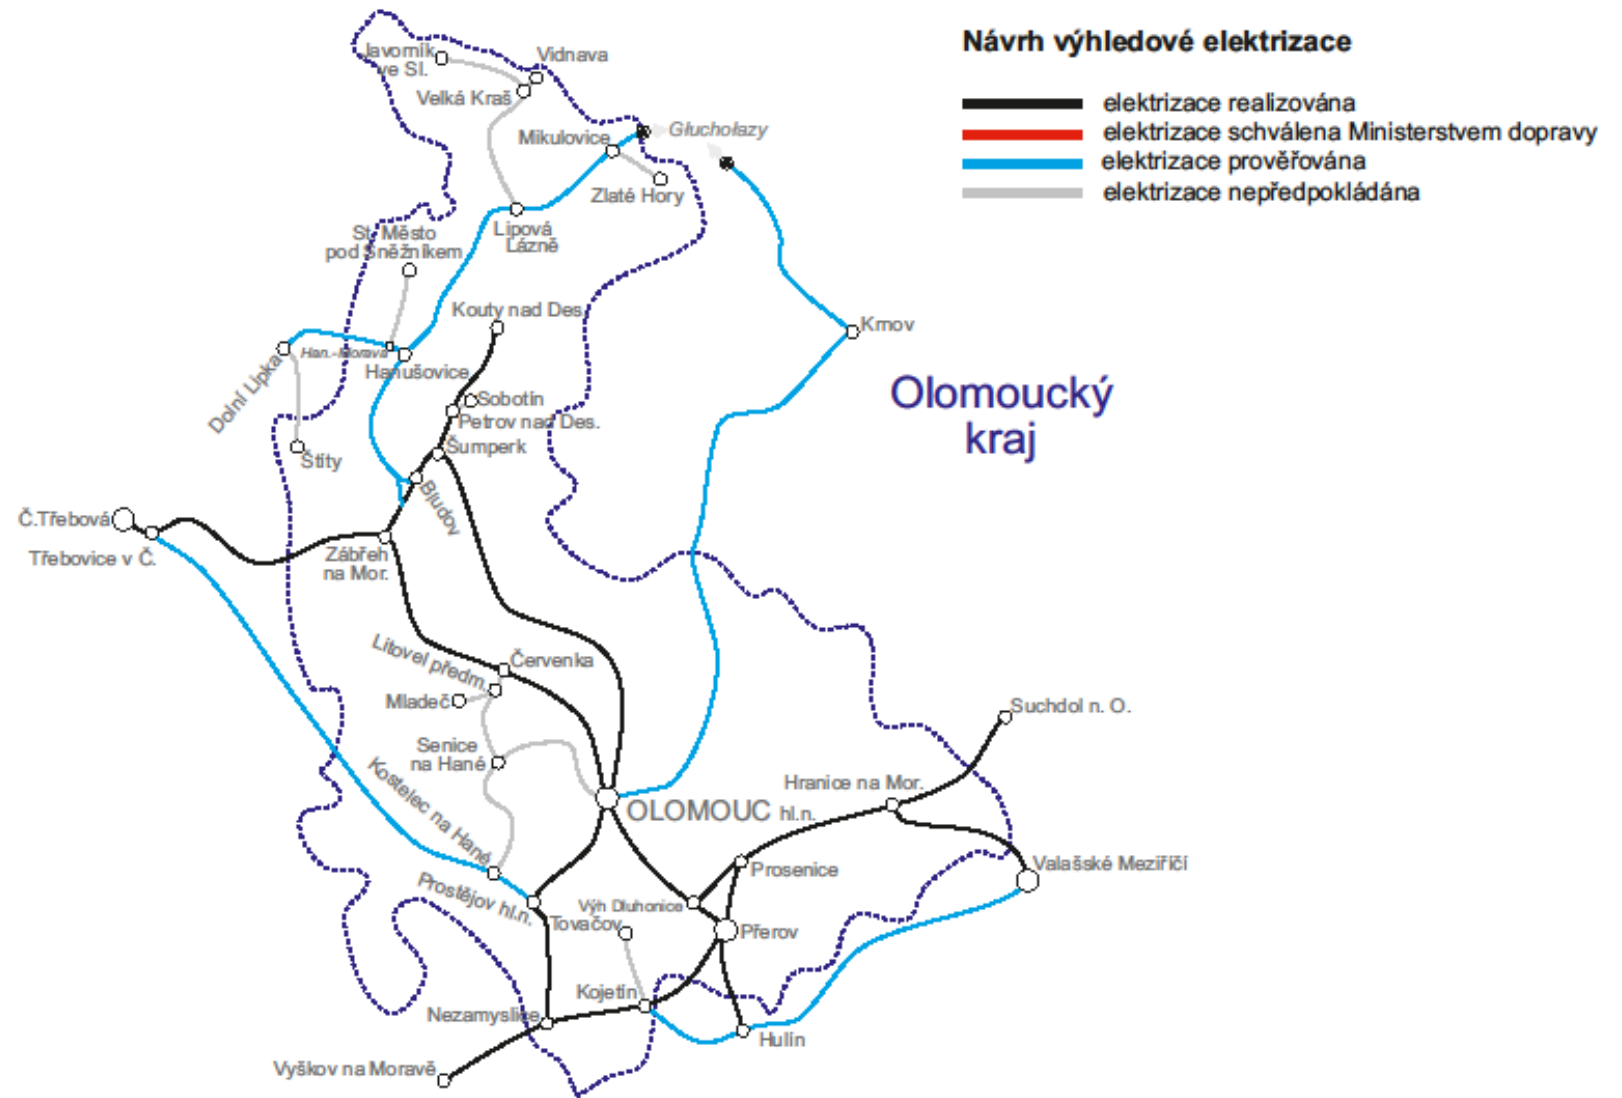 Návrh výhledové elektrizace
elektrizace realizována
elektrizace schválena Ministerstvem dopravy
elektrizace prověřována
elektrizace nepředpokládána
Javorník
ve Sl.
Vidnava
Velká Kraš
Mikulovice
Głuchołazy
Zlaté Hory
Lipová
Lázně
St. Město
pod Sněžníkem
Kouty nad Des.
Krnov
Han.-Morava
Hanušovice
Dolní Lipka
Olomoucký
kraj
Sobotín
Petrov nad Des.
Šumperk
Štíty
Bludov
Č.Třebová
Třebovice v Č.
Zábřeh
na Mor.
Litovel předm.
Červenka
Mladeč
Suchdol n. O.
Senice
na Hané
Kostelec na Hané
Hranice na Mor.
OLOMOUC hl.n.
Prosenice
Valašské Meziříčí
Prostějov hl.n.
Výh Dluhonice
Tovačov
Přerov
Kojetín
Nezamyslice
Hulín
Vyškov na Moravě